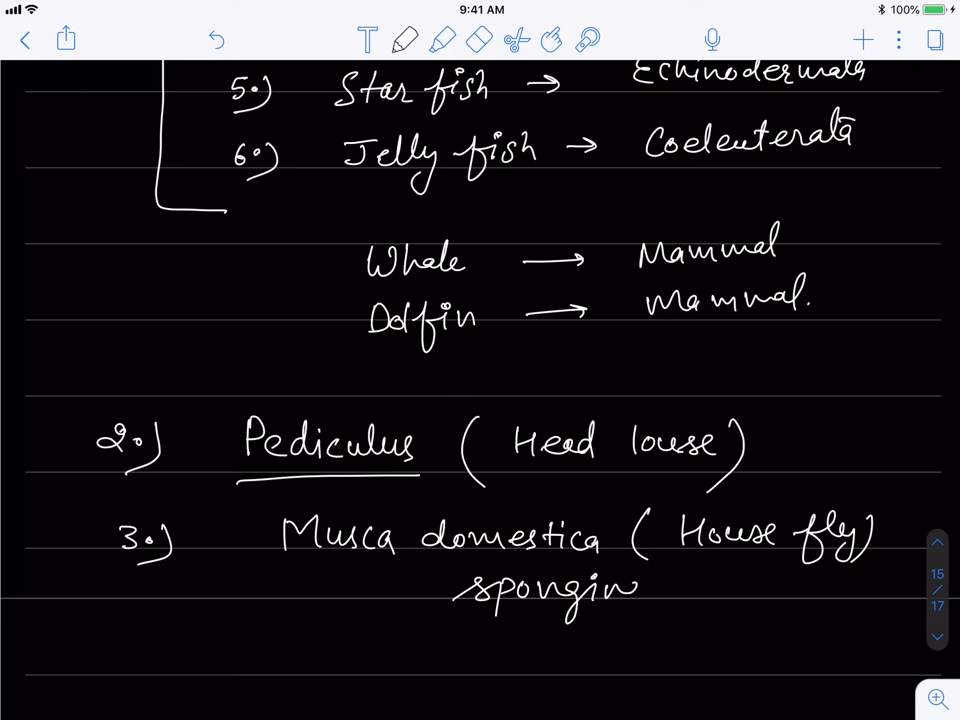 9:41 AM
100%
T
5.) Star fish → Echinodermata
6.) Jelly fish → Coelenterata
Whale → Mammal
Dolfin → Mammal.
2.) Pediculus (Head louse)
3.) Musca domestica (House fly)
spongin
15
/
17